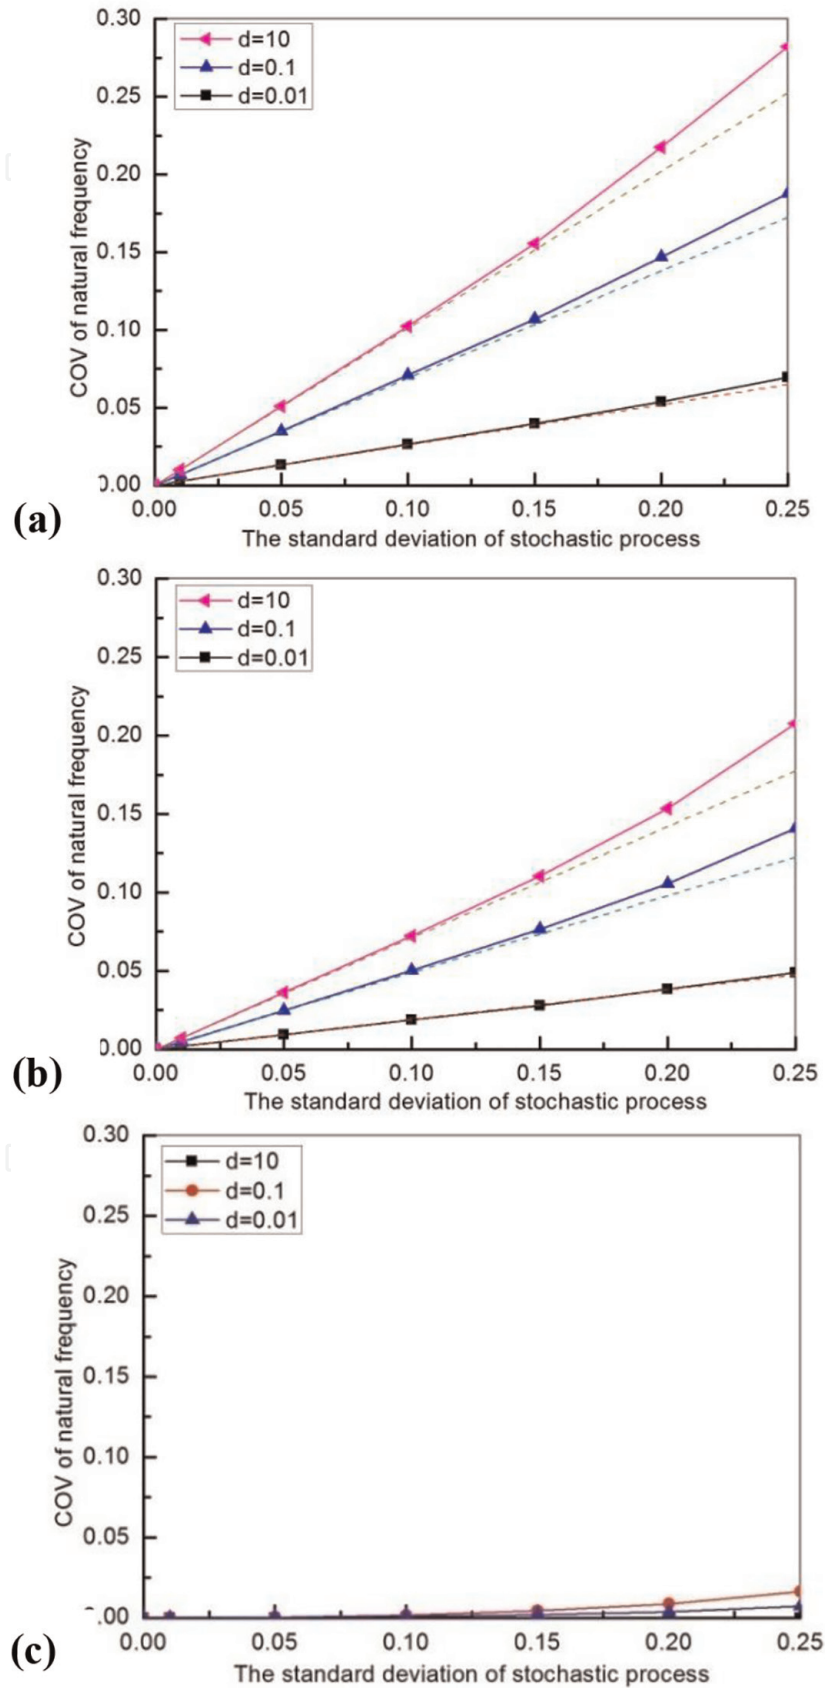 0.30
d=10
d=0.1
d=0.01
0.25
0.20
0.15
0.10
0.05
0.00
COV of natural frequency
0.00 0.05 0.10 0.15 0.20 0.25
The standard deviation of stochastic process
(a)
0.30
d=10
d=0.1
d=0.01
0.25
0.20
0.15
0.10
0.05
0.00
COV of natural frequency
0.00 0.05 0.10 0.15 0.20 0.25
The standard deviation of stochastic process
(b)
0.30
d=10
d=0.1
d=0.01
0.25
0.20
0.15
0.10
0.05
.00
COV of natural frequency
0.00 0.05 0.10 0.15 0.20 0.25
The standard deviation of stochastic process
(c)